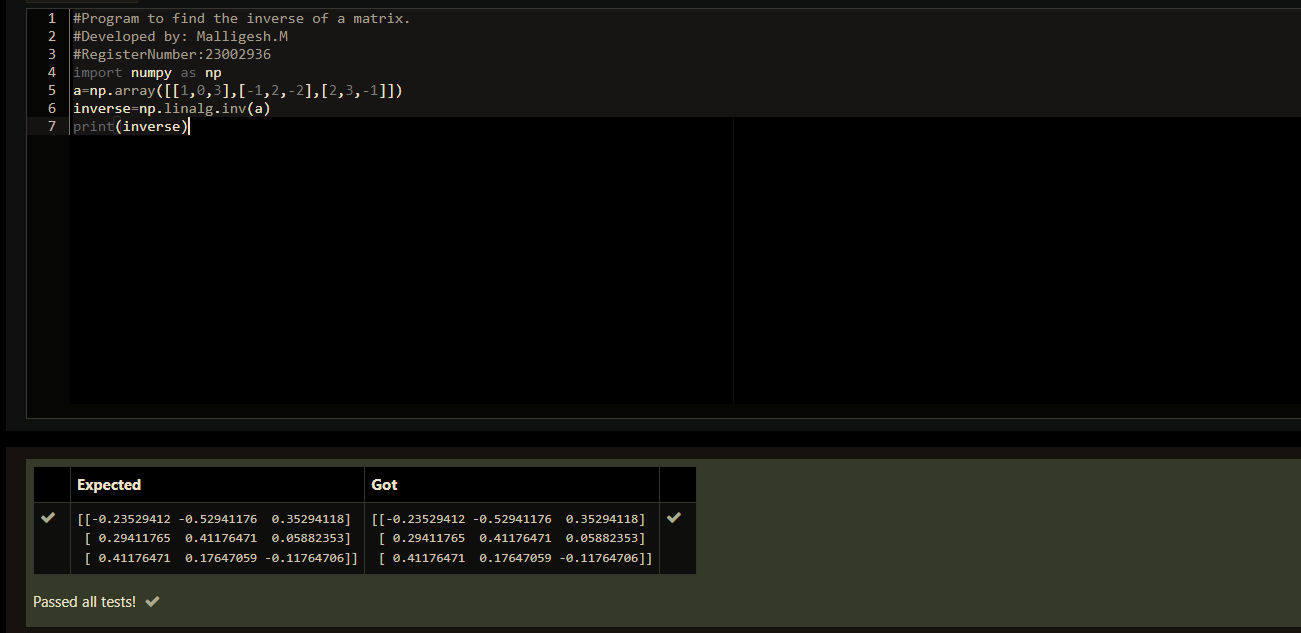 1 #Program to find the inverse of a matrix.
2 #Developed by: Malligesh.M
3 #RegisterNumber:23002936
4 import numpy as np
5 a=np.array([[1,0,3],[-1,2,-2],[2,3,-1]])
6 inverse=np.linalg.inv(a)
7 print(inverse)
Expected Got
[[-0.23529412 -0.52941176  0.35294118] [[-0.23529412 -0.52941176  0.35294118]
[ 0.29411765  0.41176471  0.05882353] [ 0.29411765  0.41176471  0.05882353]
[ 0.41176471  0.17647059 -0.11764706]] [ 0.41176471  0.17647059 -0.11764706]]
Passed all tests!